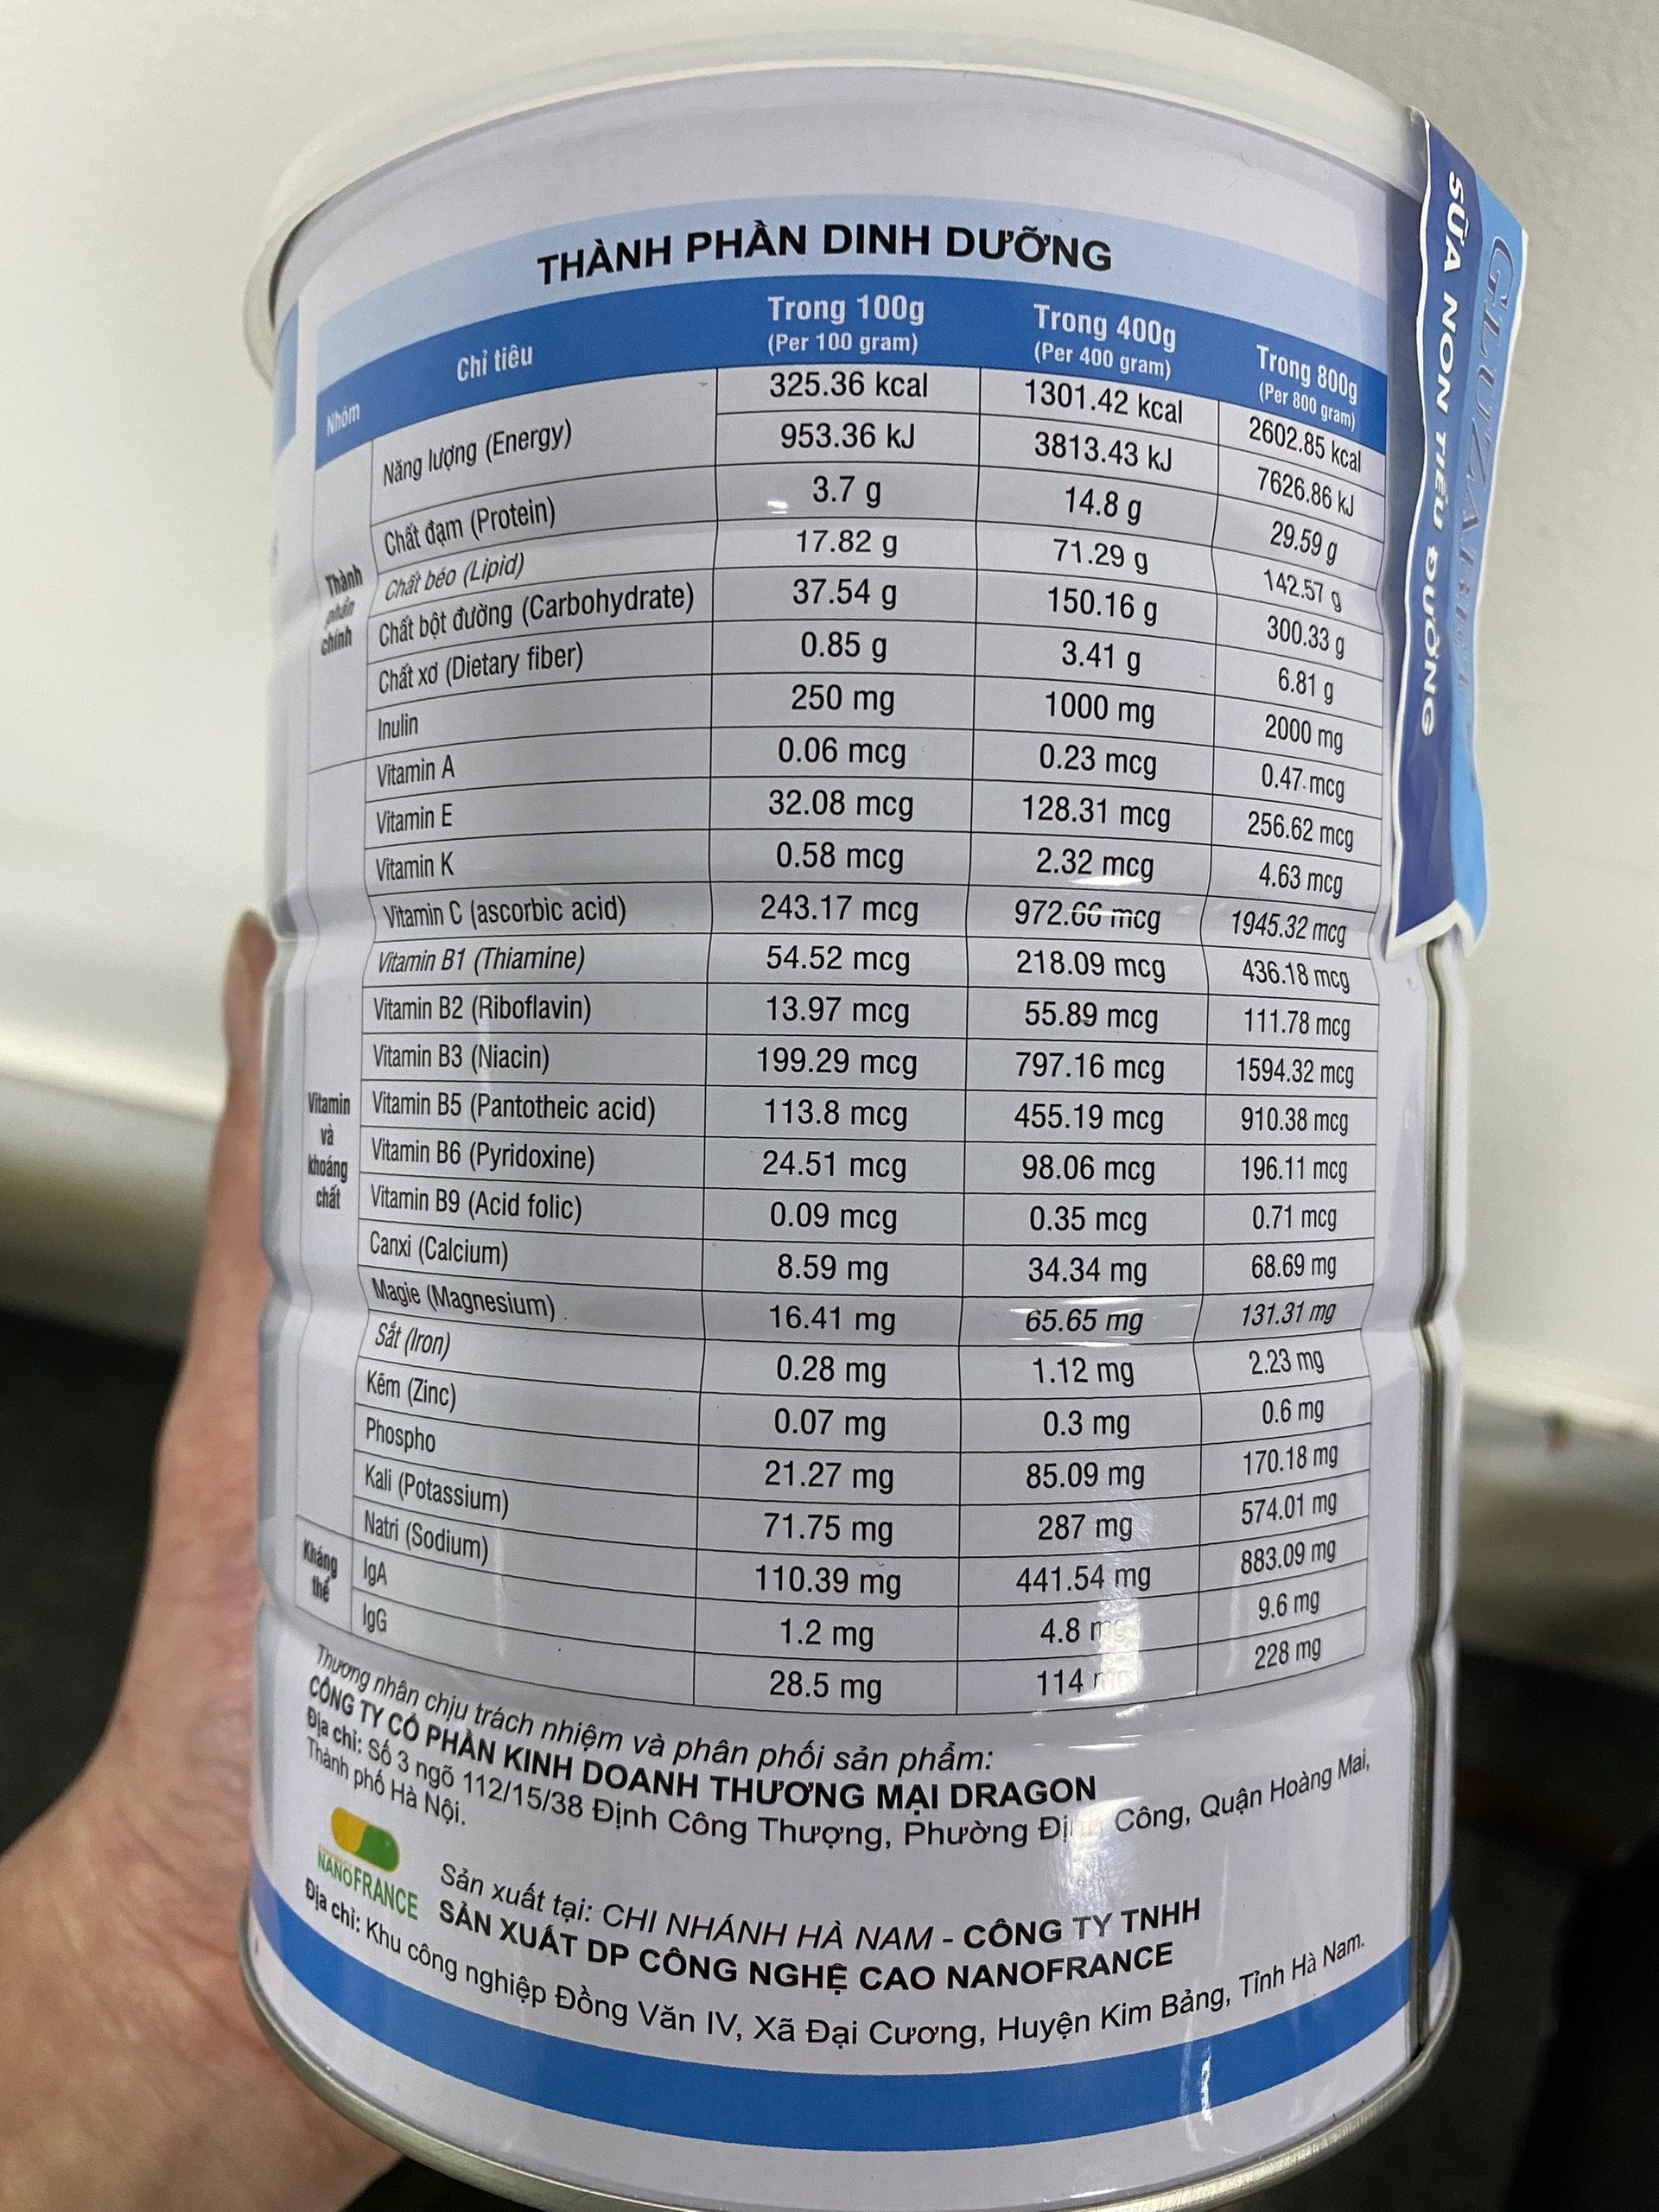 THÀNH PHẦN DINH DƯỠNG
Nhóm Chỉ tiêu Trong 100g (Per 100 gram) Trong 400g (Per 400 gram) Trong 800g (Per 800 gram)
Thành phần chính
Năng lượng (Energy) 325.36 kcal 1301.42 kcal 2602.85 kcal
953.36 kJ 3813.43 kJ 7626.86 kJ
Chất đạm (Protein) 3.7 g 14.8 g 29.59 g
Chất béo (Lipid) 17.82 g 71.29 g 142.57 g
Chất bột đường (Carbohydrate) 37.54 g 150.16 g 300.33 g
Chất xơ (Dietary fiber) 0.85 g 3.41 g 6.81 g
Inulin 250 mg 1000 mg 2000 mg
Vitamin và khoáng chất
Vitamin A 0.06 mcg 0.23 mcg 0.47 mcg
Vitamin E 32.08 mcg 128.31 mcg 256.62 mcg
Vitamin K 0.58 mcg 2.32 mcg 4.63 mcg
Vitamin C (ascorbic acid) 243.17 mcg 972.66 mcg 1945.32 mcg
Vitamin B1 (Thiamine) 54.52 mcg 218.09 mcg 436.18 mcg
Vitamin B2 (Riboflavin) 13.97 mcg 55.89 mcg 111.78 mcg
Vitamin B3 (Niacin) 199.29 mcg 797.16 mcg 1594.32 mcg
Vitamin B5 (Pantotheic acid) 113.8 mcg 455.19 mcg 910.38 mcg
Vitamin B6 (Pyridoxine) 24.51 mcg 98.06 mcg 196.11 mcg
Vitamin B9 (Acid folic) 0.09 mcg 0.35 mcg 0.71 mcg
Canxi (Calcium) 8.59 mg 34.34 mg 68.69 mg
Magie (Magnesium) 16.41 mg 65.65 mg 131.31 mg
Sắt (Iron) 0.28 mg 1.12 mg 2.23 mg
Kẽm (Zinc) 0.07 mg 0.3 mg 0.6 mg
Phospho 21.27 mg 85.09 mg 170.18 mg
Kali (Potassium) 71.75 mg 287 mg 574.01 mg
Natri (Sodium) 110.39 mg 441.54 mg 883.09 mg
Kháng thể
IgA 1.2 mg 4.8 mg 9.6 mg
IgG 28.5 mg 114 mg 228 mg
Thương nhân chịu trách nhiệm và phân phối sản phẩm:
CÔNG TY CỔ PHẦN KINH DOANH THƯƠNG MẠI DRAGON
Địa chỉ: Số 3 ngõ 112/15/38 Định Công Thượng, Phường Định Công, Quận Hoàng Mai,
Thành phố Hà Nội.
NANOFRANCE
Sản xuất tại: CHI NHÁNH HÀ NAM - CÔNG TY TNHH
SẢN XUẤT DP CÔNG NGHỆ CAO NANOFRANCE
Địa chỉ: Khu công nghiệp Đồng Văn IV, Xã Đại Cương, Huyện Kim Bảng, Tỉnh Hà Nam.
SỮA NON TIỂU ĐƯỜNG